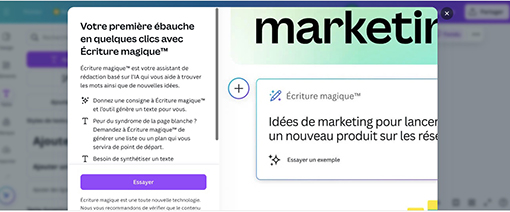 Votre première ébauche
en quelques clics avec
Écriture magique™
Écriture magique™ est votre assistant de
rédaction basé sur l'IA qui vous aide à trouver
les mots ainsi que de nouvelles idées.
Donnez une consigne à Écriture magique™
et l'outil génère un texte pour vous.
Peur du syndrome de la page blanche ?
Demandez à Écriture magique™ de
générer une liste ou un plan qui vous
servira de point de départ.
Besoin de synthétiser un texte
Essayer
Écriture magique est une toute nouvelle technologie.
Nous vous recommandons de vérifier que le contenu
marketin
Écriture magique™
Idées de marketing pour lancer
un nouveau produit sur les rése
Essayer un exemple
Partager
Ajoute